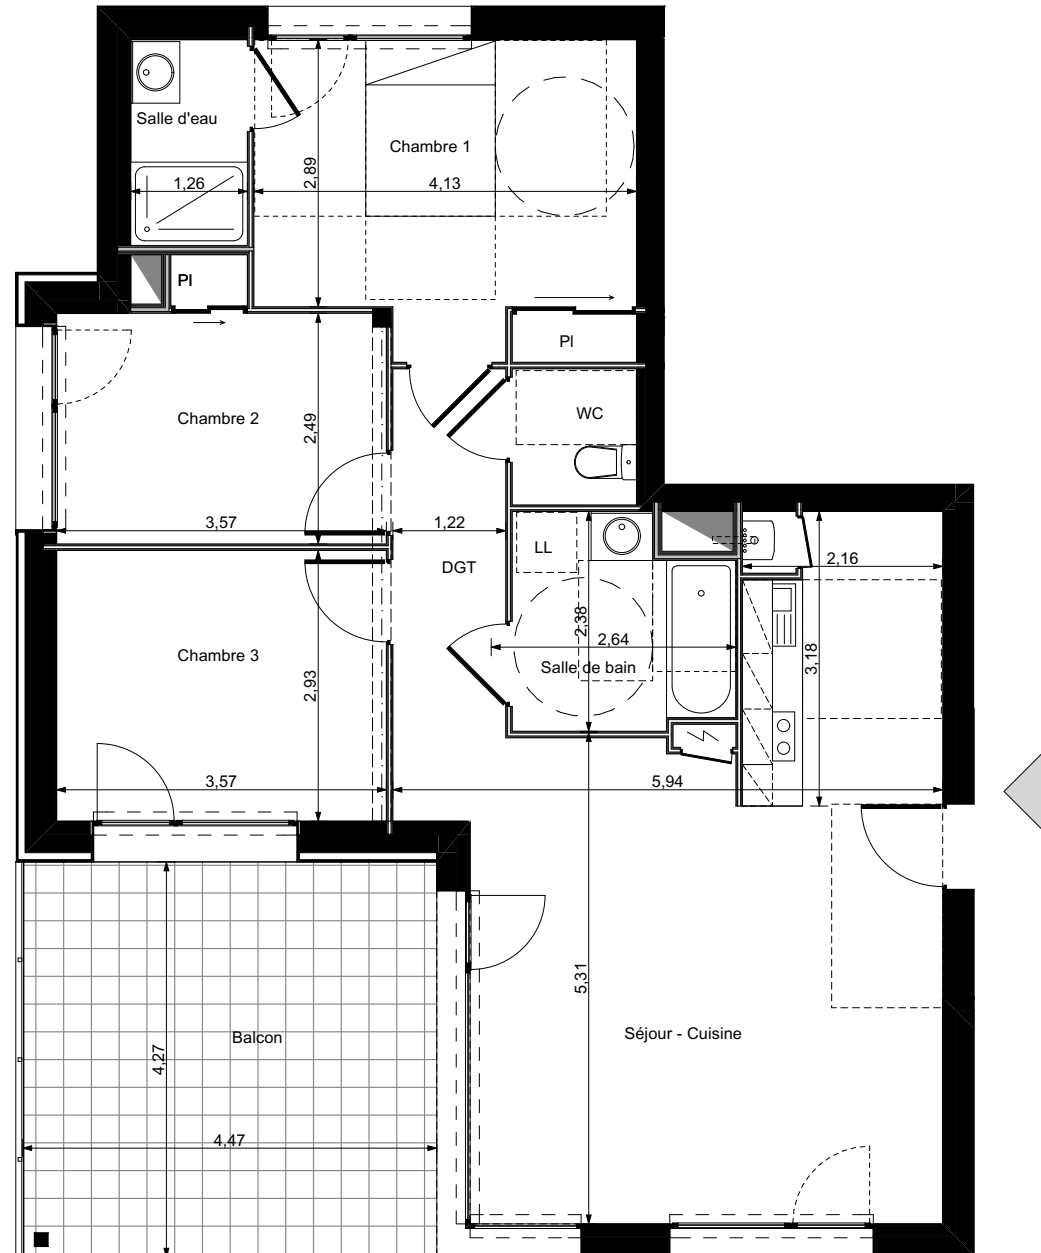 Salle d'eau
Chambre 1
2,89
1,26
4,13
Pl
Pl
Chambre 2
2,49
WC
3,57
1,22
LL
DGT
2,16
2,38
2,64
Chambre 3
Salle de bain
3,18
2,93
3,57
5,94
5,31
Balcon
Séjour - Cuisine
4,27
4,47